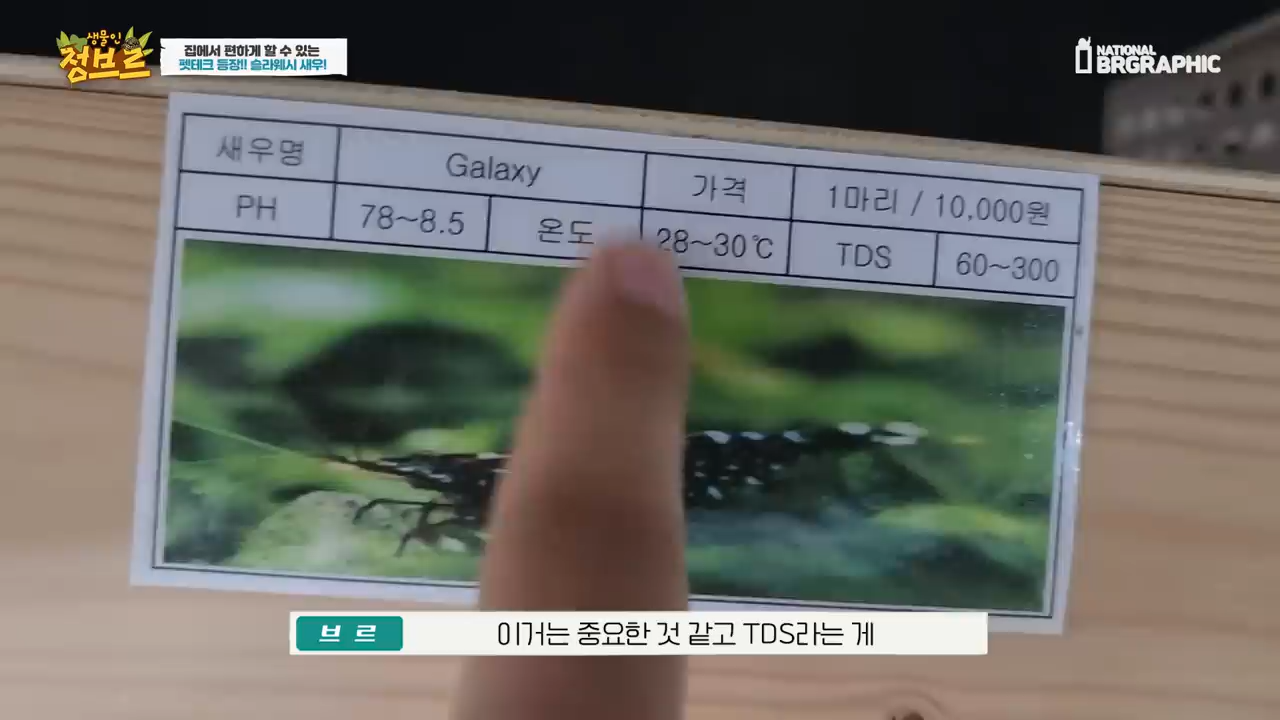 생물인
정브르
집에서 편하게 할 수 있는
펫테크 등장!! 슬라웨시 새우!
NATIONAL
BRGRAPHIC
새우명 Galaxy 가격 1마리 / 10,000원
PH 78~8.5 온도 28~30℃ TDS 60~300
브르 이거는 중요한 것 같고 TDS라는 게